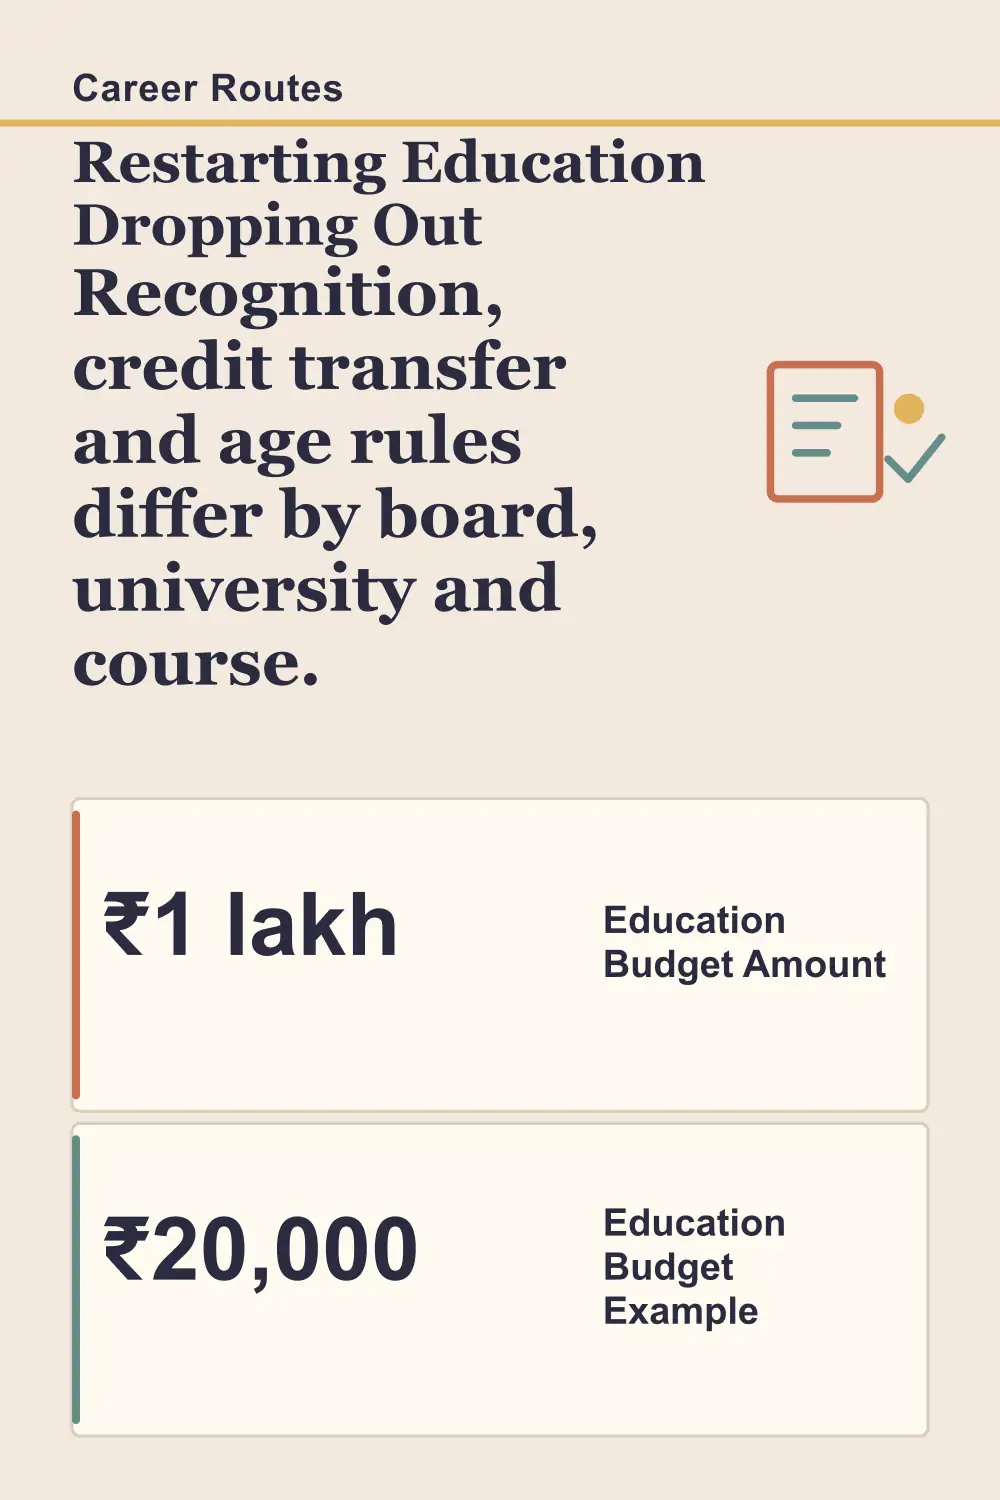 Career Routes
Restarting Education
Dropping Out
Recognition,
credit transfer
and age rules
differ by board,
university and
course.
₹1 lakh
Education
Budget Amount
₹20,000
Education
Budget
Example